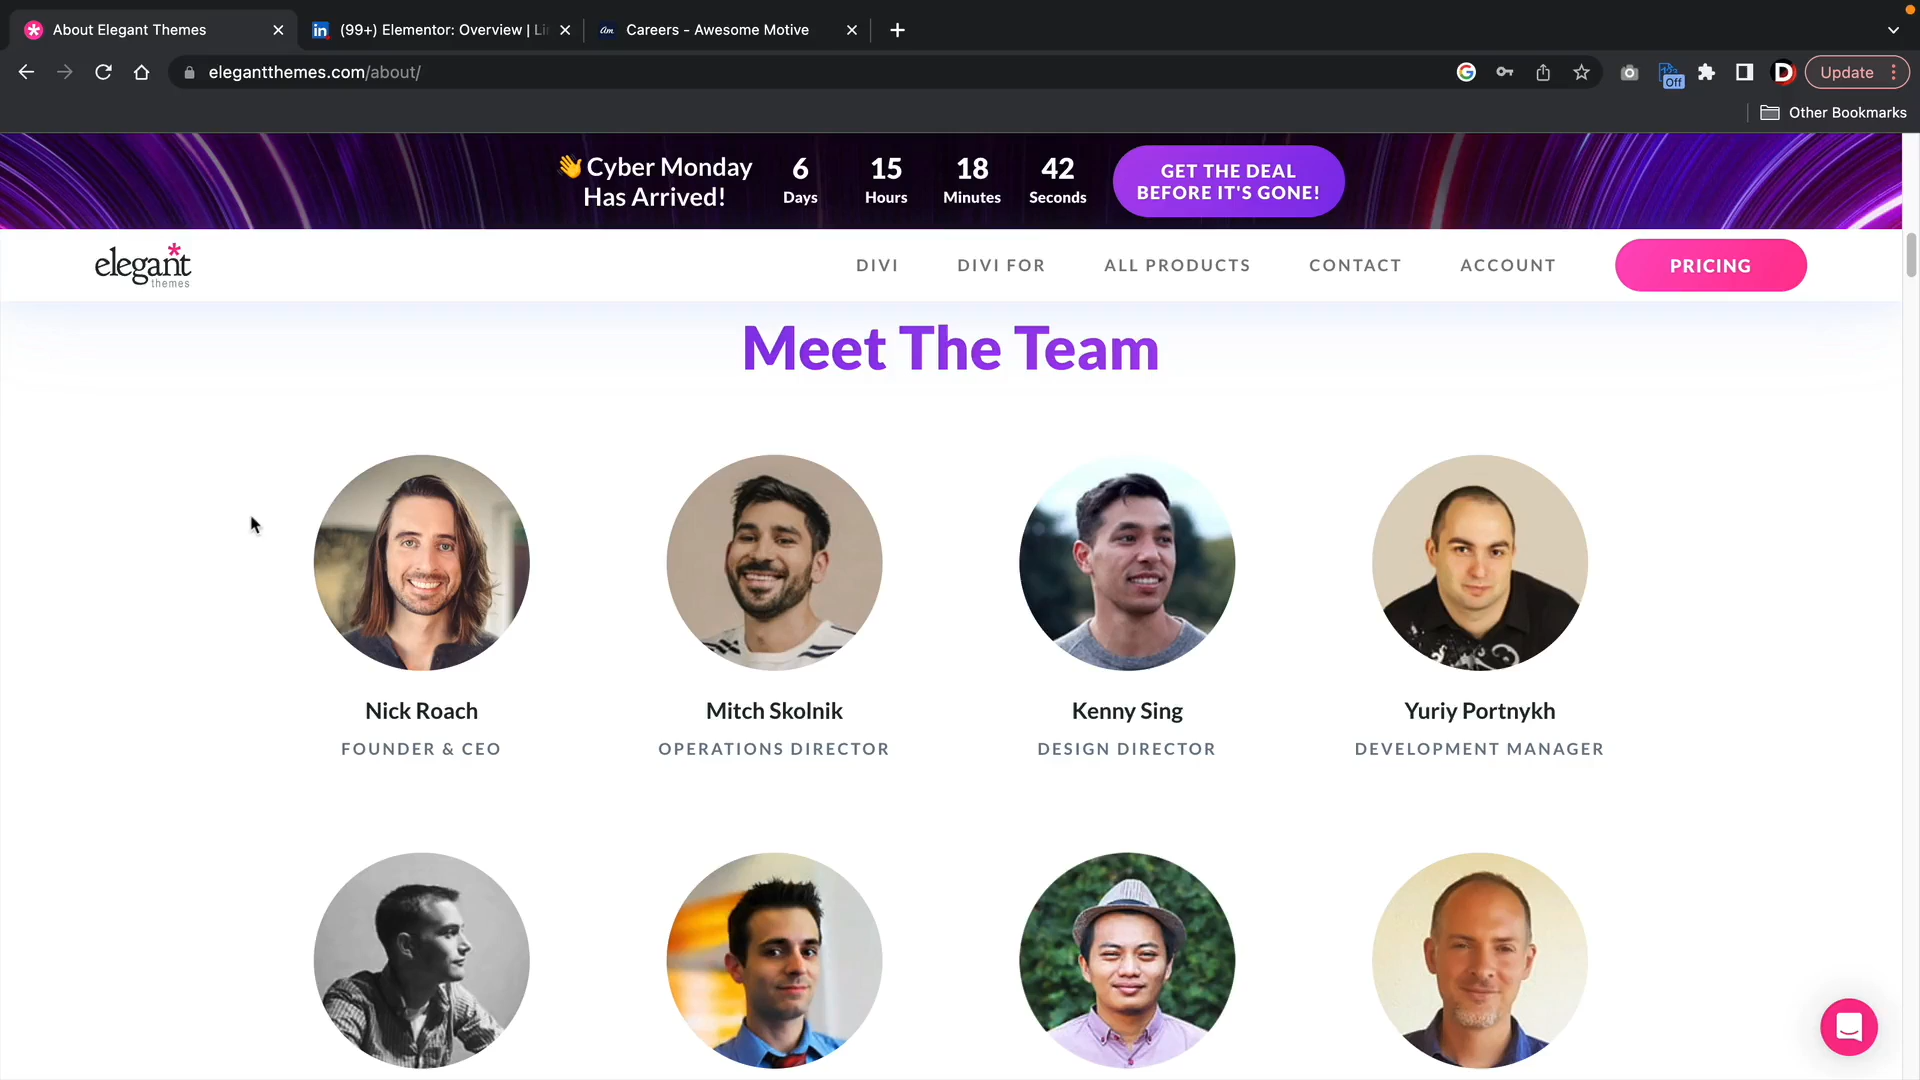 About Elegant Themes
(99+) Elementor: Overview | Li
am
Careers - Awesome Motive
elegantthemes.com/about/
Off
Update
Other Bookmarks
👋Cyber Monday
Has Arrived!
6
Days
15
Hours
18
Minutes
42
Seconds
GET THE DEAL
BEFORE IT'S GONE!
elegant
themes
DIVI
DIVI FOR
ALL PRODUCTS
CONTACT
ACCOUNT
PRICING
Meet The Team
Nick Roach
Mitch Skolnik
Kenny Sing
Yuriy Portnykh
FOUNDER & CEO
OPERATIONS DIRECTOR
DESIGN DIRECTOR
DEVELOPMENT MANAGER